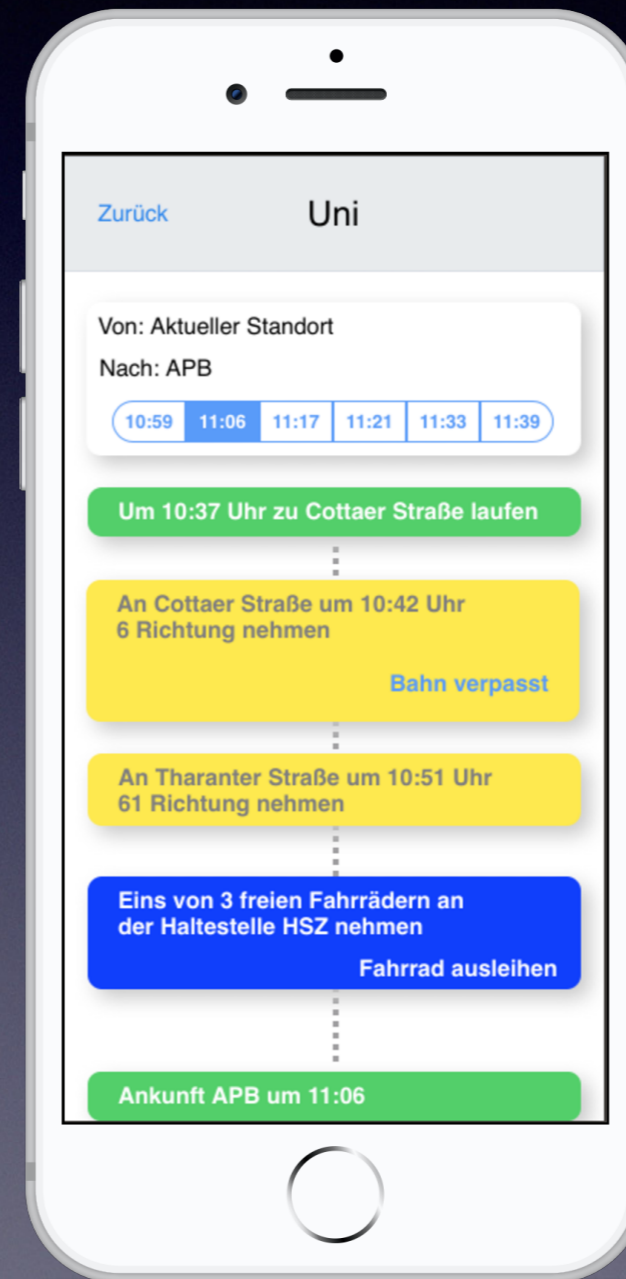 Zurück Uni
Von: Aktueller Standort
Nach: APB
10:59 11:06 11:17 11:21 11:33 11:39
Um 10:37 Uhr zu Cottaer Straße laufen
An Cottaer Straße um 10:42 Uhr
6 Richtung nehmen
Bahn verpasst
An Tharanter Straße um 10:51 Uhr
61 Richtung nehmen
Eins von 3 freien Fahrrädern an
der Haltestelle HSZ nehmen
Fahrrad ausleihen
Ankunft APB um 11:06